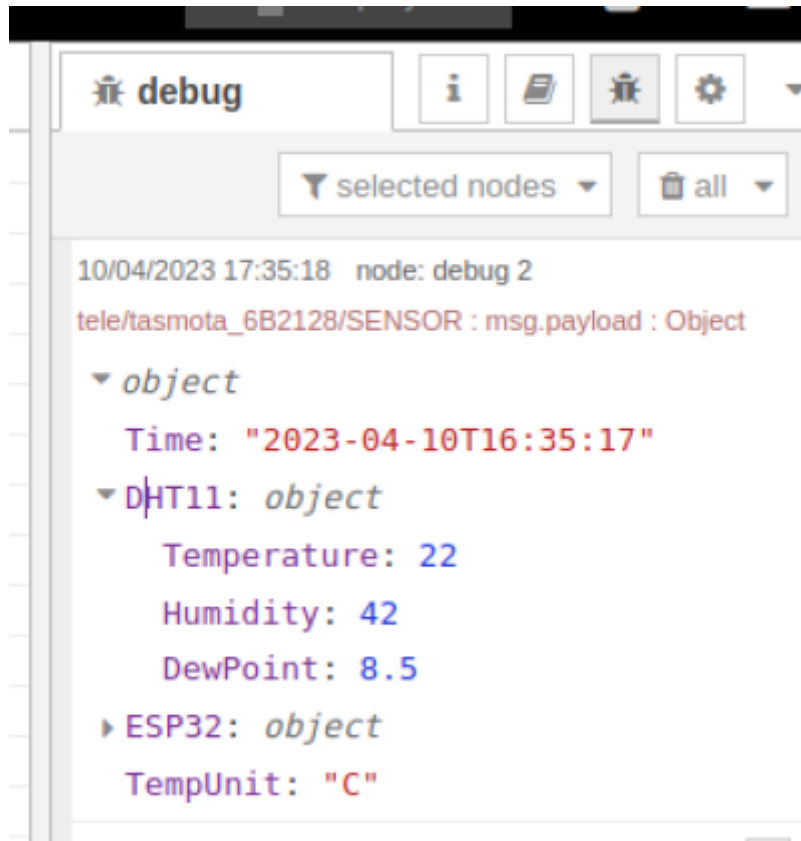 debug
i
selected nodes
all
10/04/2023 17:35:18 node: debug 2
tele/tasmota_6B2128/SENSOR : msg.payload : Object
object
Time: "2023-04-10T16:35:17"
DHT11: object
Temperature: 22
Humidity: 42
DewPoint: 8.5
ESP32: object
TempUnit: "C"